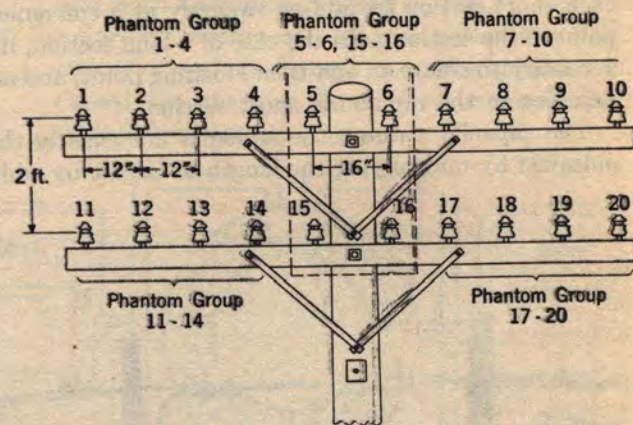 Phantom Group Phantom Group Phantom Group
1 - 4 5 - 6, 15 - 16 7 - 10
1 2 3 4 5 6 7 8 9 10
2 ft. 12" 12" 16"
11 12 13 14 15 16 17 18 19 20
Phantom Group Phantom Group
11 - 14 17 - 20